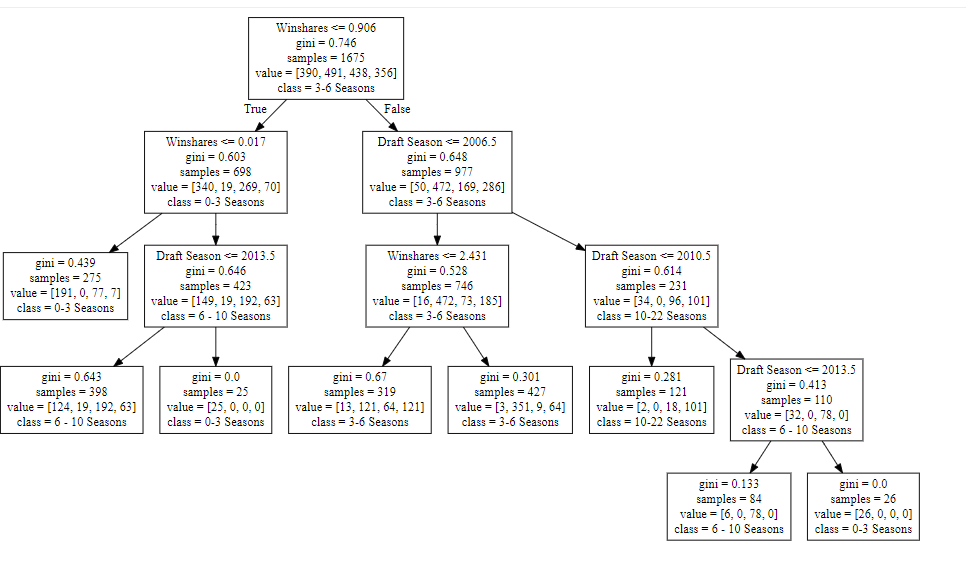 Winshares <= 0.906
gini = 0.746
samples = 1675
value = [390, 491, 438, 356]
class = 3-6 Seasons
True
False
Winshares <= 0.017
gini = 0.603
samples = 698
value = [340, 19, 269, 70]
class = 0-3 Seasons
Draft Season <= 2006.5
gini = 0.648
samples = 977
value = [50, 472, 169, 286]
class = 3-6 Seasons
gini = 0.439
samples = 275
value = [191, 0, 77, 7]
class = 0-3 Seasons
Draft Season <= 2013.5
gini = 0.646
samples = 423
value = [149, 19, 192, 63]
class = 6 - 10 Seasons
Winshares <= 2.431
gini = 0.528
samples = 746
value = [16, 472, 73, 185]
class = 3-6 Seasons
Draft Season <= 2010.5
gini = 0.614
samples = 231
value = [34, 0, 96, 101]
class = 10-22 Seasons
gini = 0.643
samples = 398
value = [124, 19, 192, 63]
class = 6 - 10 Seasons
gini = 0.0
samples = 25
value = [25, 0, 0, 0]
class = 0-3 Seasons
gini = 0.67
samples = 319
value = [13, 121, 64, 121]
class = 3-6 Seasons
gini = 0.301
samples = 427
value = [3, 351, 9, 64]
class = 3-6 Seasons
gini = 0.281
samples = 121
value = [2, 0, 18, 101]
class = 10-22 Seasons
Draft Season <= 2013.5
gini = 0.413
samples = 110
value = [32, 0, 78, 0]
class = 6 - 10 Seasons
gini = 0.133
samples = 84
value = [6, 0, 78, 0]
class = 6 - 10 Seasons
gini = 0.0
samples = 26
value = [26, 0, 0, 0]
class = 0-3 Seasons